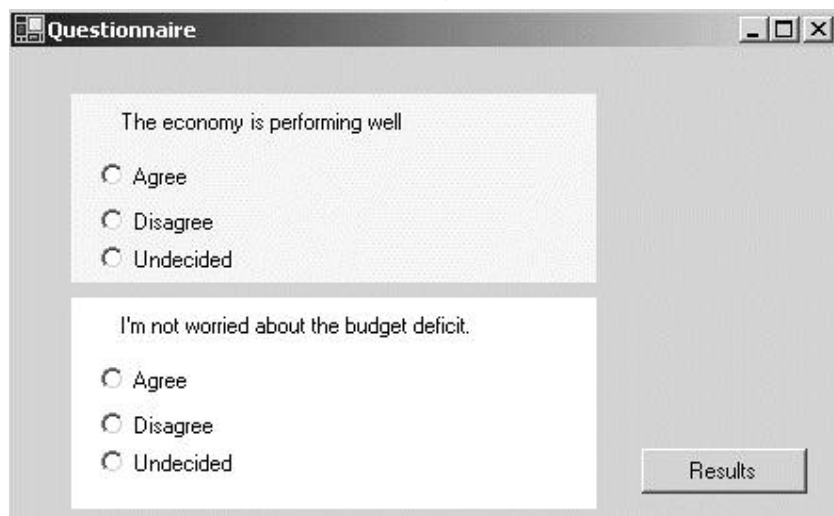 Questionnaire
The economy is performing well
Agree
Disagree
Undecided
I'm not worried about the budget deficit.
Agree
Disagree
Undecided
Results